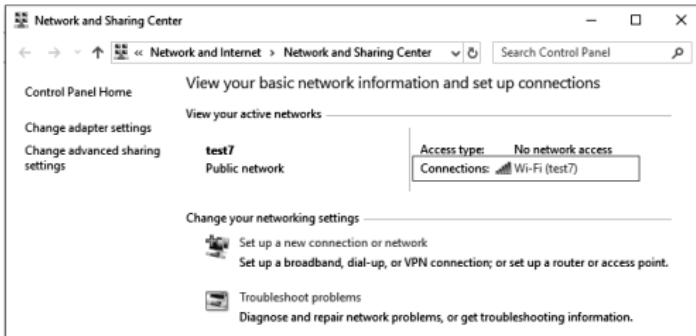 Network and Sharing Center
« Network and Internet > Network and Sharing Center
Search Control Panel
Control Panel Home
Change adapter settings
Change advanced sharing
settings
View your basic network information and set up connections
View your active networks
test7
Public network
Access type: No network access
Connections: Wi-Fi (test7)
Change your networking settings
Set up a new connection or network
Set up a broadband, dial-up, or VPN connection; or set up a router or access point.
Troubleshoot problems
Diagnose and repair network problems, or get troubleshooting information.